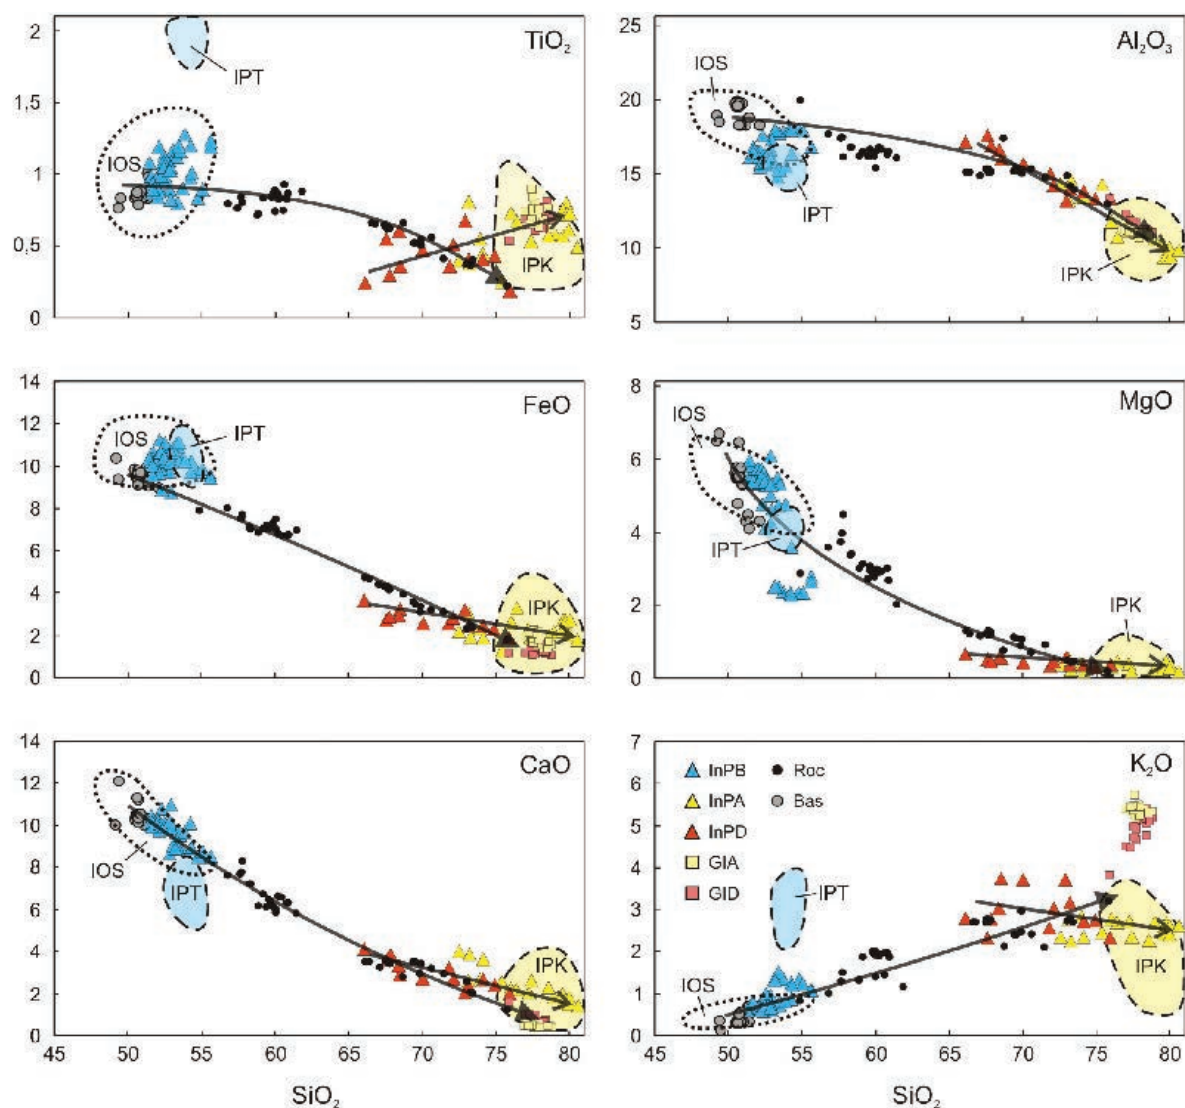 2
TiO2
IPT
1,5
IOS
1
0,5
IPK
0
25
Al2O3
IOS
20
15
IPT
10
IPK
5
14
FeO
12
IOS
IPT
10
8
6
4
IPK
2
0
8
MgO
IOS
6
4
IPT
2
IPK
0
14
CaO
12
10
8
IOS
6
IPT
4
2
IPK
0
45 50 55 60 65 70 75 80
SiO2
7
K2O
InPB
Roc
6
InPA
Bas
5
InPD
4
GIA
GID
3
IPT
2
IPK
1
IOS
0
45 50 55 60 65 70 75 80
SiO2